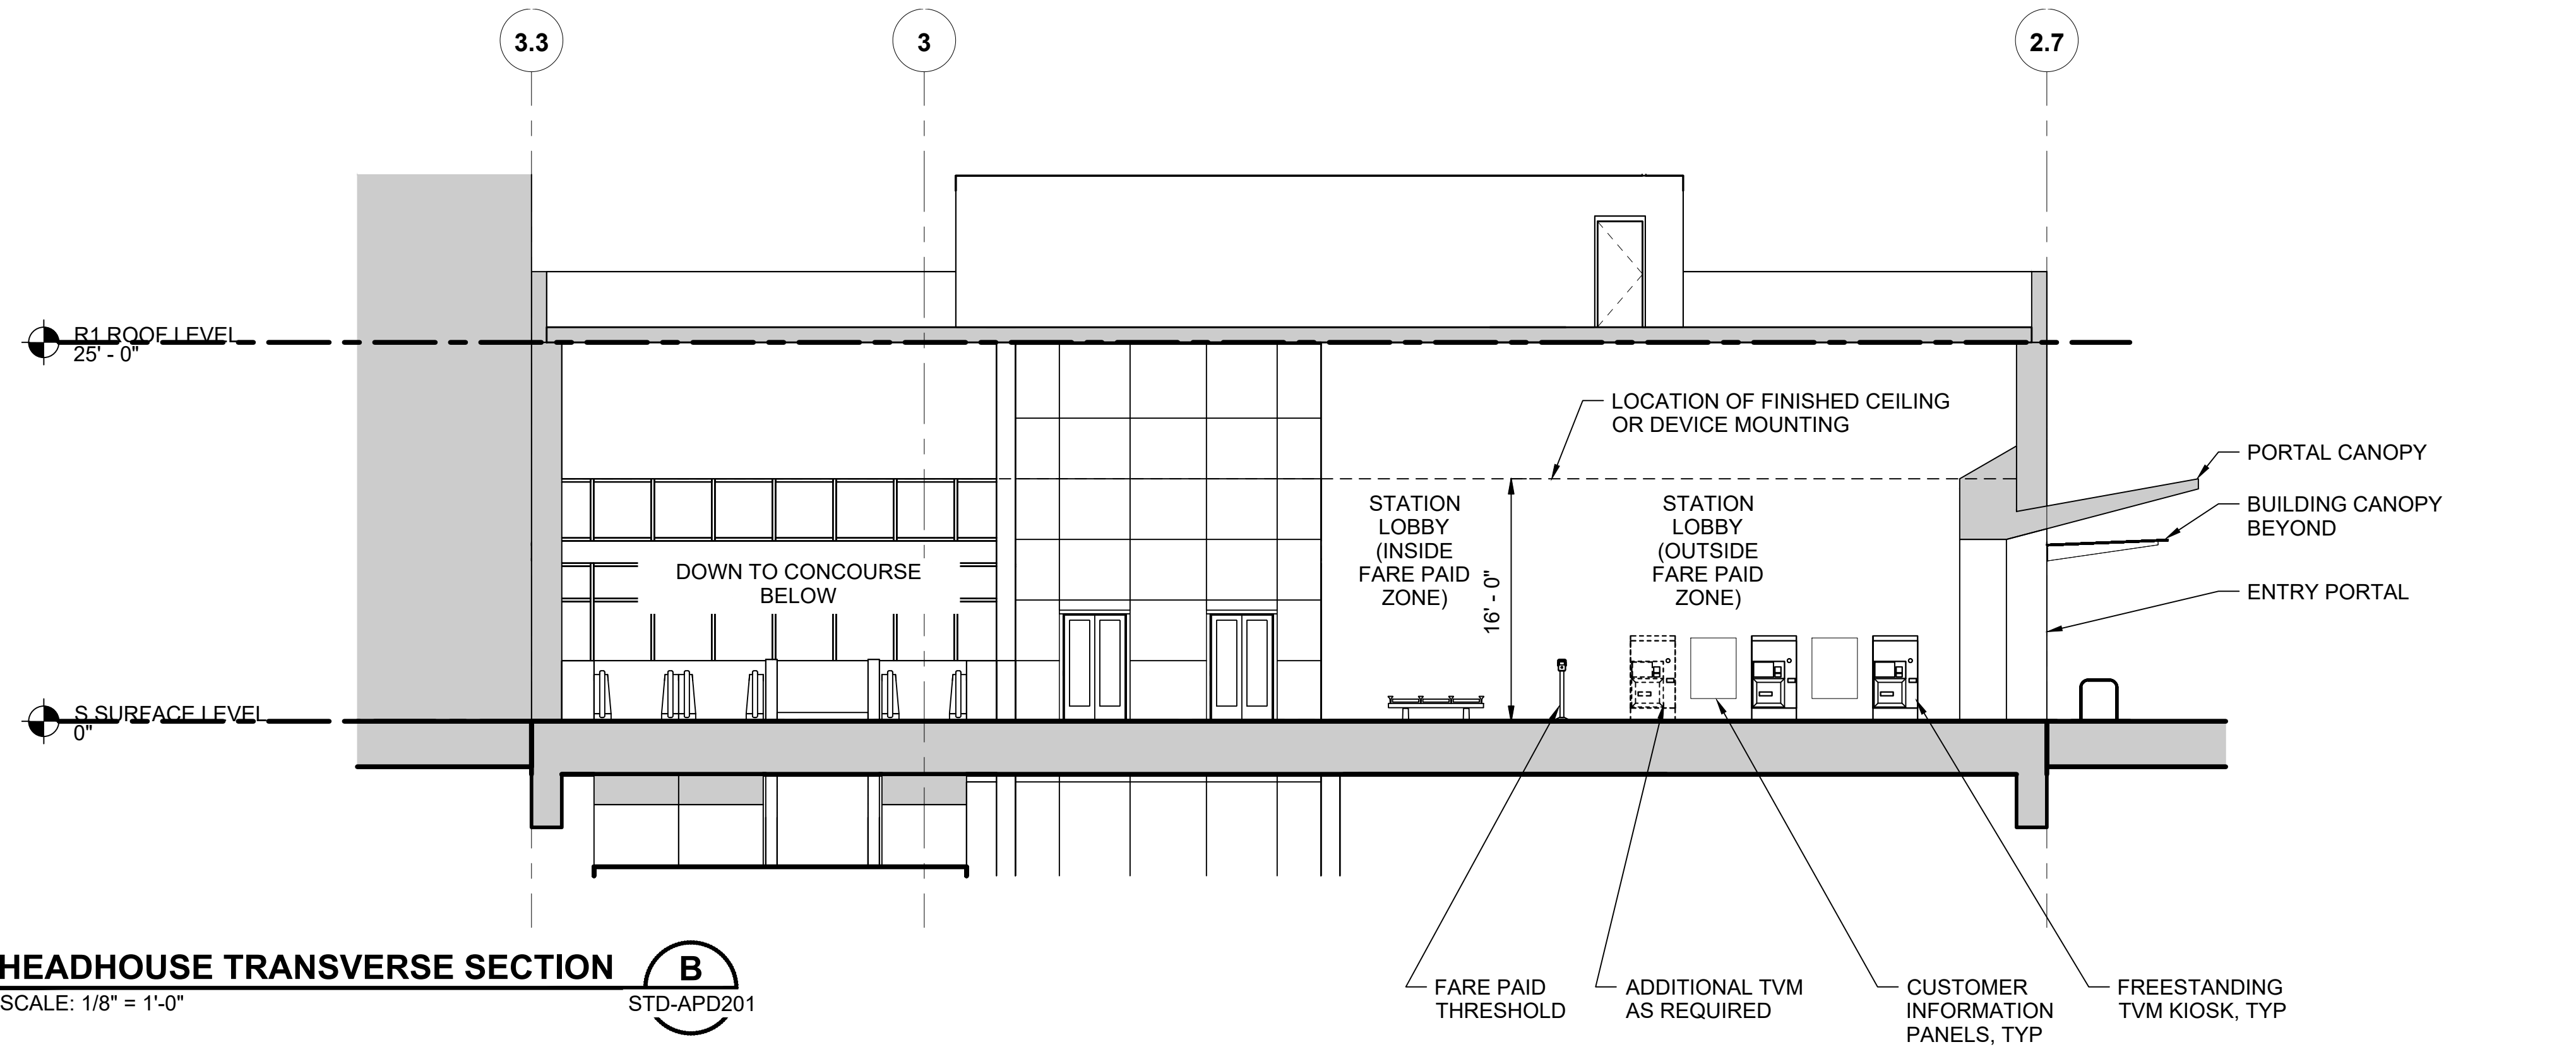 3.3
3
2.7
R1 ROOF LEVEL
25' - 0"
LOCATION OF FINISHED CEILING
OR DEVICE MOUNTING
PORTAL CANOPY
BUILDING CANOPY
BEYOND
ENTRY PORTAL
STATION
LOBBY
(INSIDE
FARE PAID
ZONE)
16' - 0"
STATION
LOBBY
(OUTSIDE
FARE PAID
ZONE)
DOWN TO CONCOURSE
BELOW
S SURFACE LEVEL
0"
HEADHOUSE TRANSVERSE SECTION
SCALE: 1/8" = 1'-0"
B
STD-APD201
FARE PAID
THRESHOLD
ADDITIONAL TVM
AS REQUIRED
CUSTOMER
INFORMATION
PANELS, TYP
FREESTANDING
TVM KIOSK, TYP